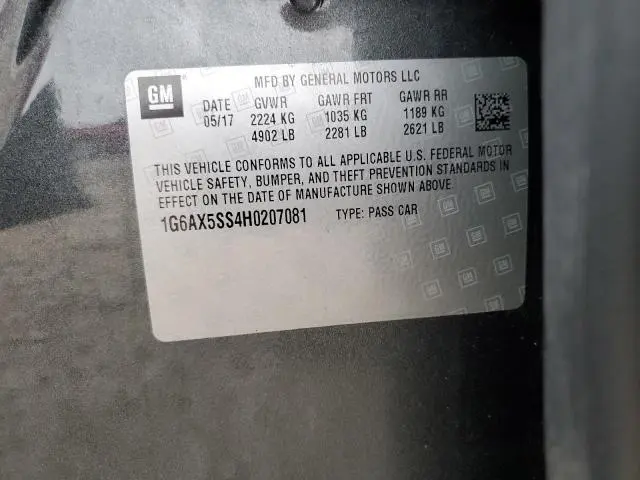 GM
MFD BY GENERAL MOTORS LLC
DATE GVWR GAWR FRT GAWR RR
05/17 2224 KG 1035 KG 1189 KG
4902 LB 2281 LB 2621 LB
THIS VEHICLE CONFORMS TO ALL APPLICABLE U.S. FEDERAL MOTOR
VEHICLE SAFETY, BUMPER, AND THEFT PREVENTION STANDARDS IN
EFFECT ON THE DATE OF MANUFACTURE SHOWN ABOVE.
1G6AX5SS4H0207081 TYPE: PASS CAR